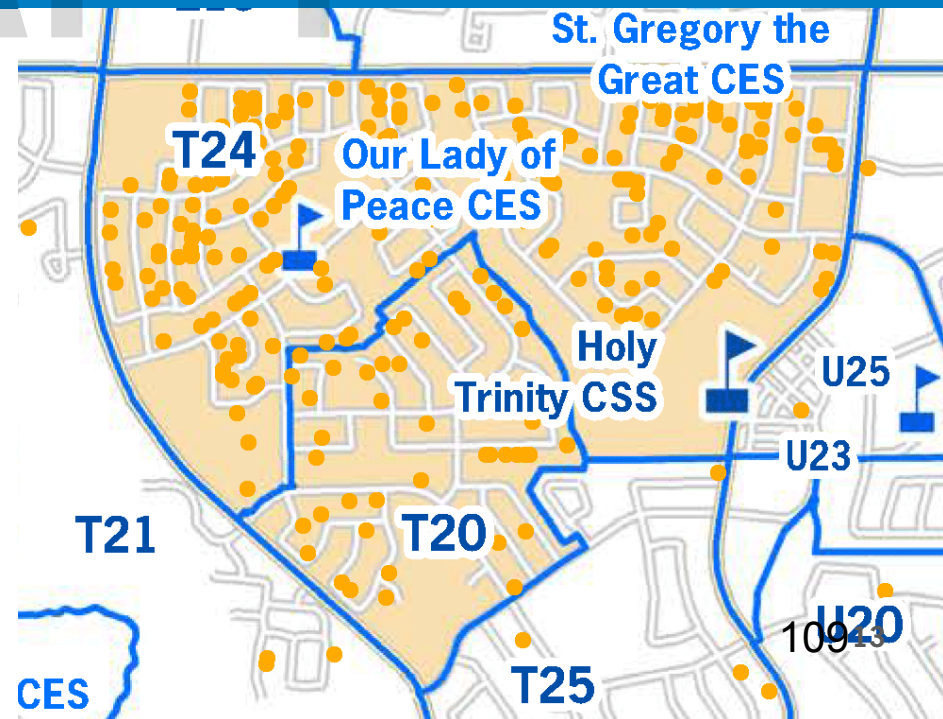 St. Gregory the
Great CES
T24
Our Lady of
Peace CES
Holy
Trinity CSS
U25
U23
T21
T20
U20
109
13
T25
CES